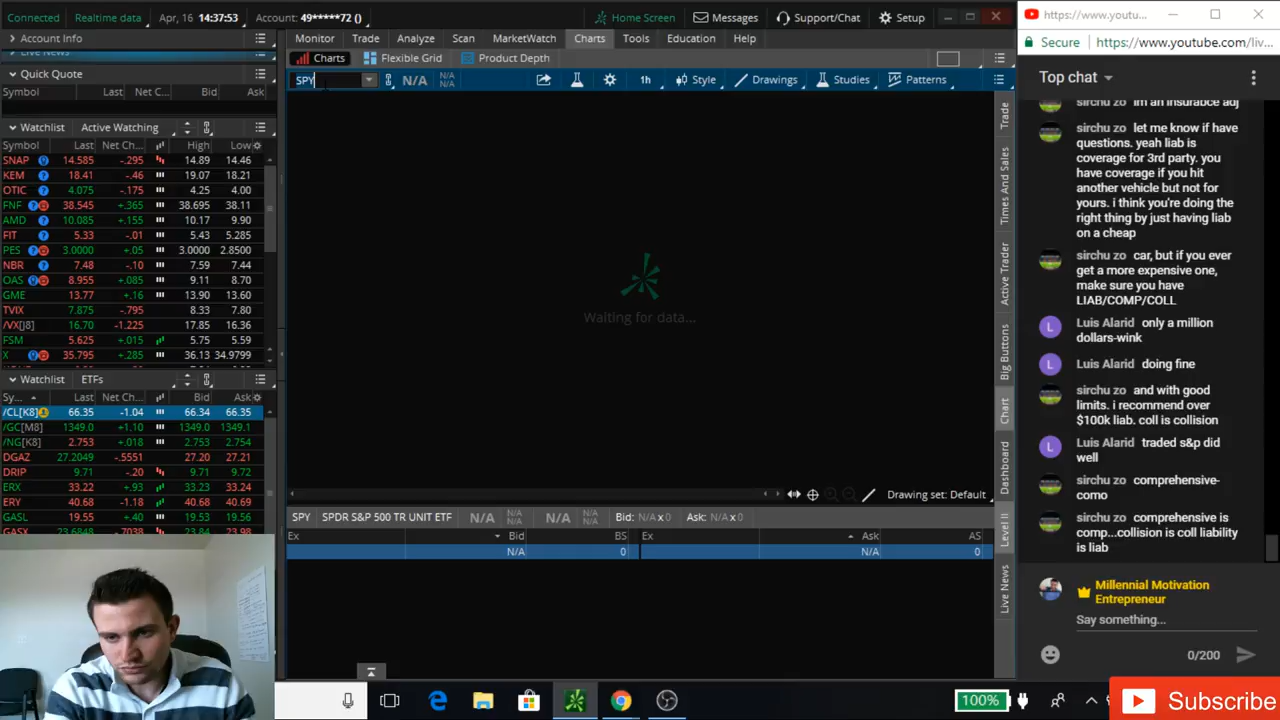 Connected Realtime data Apr, 16 14:37:53 Account: 49*****72 () Home Screen Messages Support/Chat Setup
Account Info
Live News
Quick Quote
Symbol Last Net C... Bid Ask
Watchlist Active Watching
Symbol Last Net Ch... High Low
SNAP 14.585 -.295 14.89 14.46
KEM 18.41 -.46 19.07 18.21
OTIC 4.075 -.175 4.25 4.00
FNF 38.545 +.365 38.695 38.11
AMD 10.085 +.155 10.17 9.90
FIT 5.33 -.01 5.43 5.285
PES 3.0000 +.05 3.0000 2.8500
NBR 7.48 -.10 7.59 7.44
OAS 8.955 +.085 9.11 8.70
GME 13.77 +.16 13.90 13.60
TVIX 7.875 -.795 8.33 7.80
/VX[J8] 16.70 -1.225 17.85 16.36
FSM 5.625 +.015 5.75 5.59
X 35.795 +.285 36.13 34.9799
Watchlist ETFs
Sy... Last Net Ch... Bid Ask
/CL[K8] 66.35 -1.04 66.34 66.35
/GC[M8] 1349.0 +1.10 1349.0 1349.1
/NG[K8] 2.753 +.018 2.753 2.754
DGAZ 27.2049 -.5551 27.20 27.21
DRIP 9.71 -.20 9.71 9.72
ERX 33.22 +.93 33.23 33.24
ERY 40.68 -1.18 40.68 40.69
GASL 19.55 +.40 19.53 19.56
GASX 23.6848 -.7038 23.84 23.98
Monitor Trade Analyze Scan MarketWatch Charts Tools Education Help
Charts Flexible Grid Product Depth
SPY N/A N/A N/A 1h Style Drawings Studies Patterns
Waiting for data...
Drawing set: Default
SPY SPDR S&P 500 TR UNIT ETF N/A N/A N/A N/A N/A N/A Bid: N/A x 0 Ask: N/A x 0
Ex Bid BS Ex Ask AS
N/A 0 N/A 0
Trade
Times And Sales
Active Trader
Big Buttons
Chart
Dashboard
Level II
Live News
100%
https://www.youtu...
Secure https://www.youtube.com/liv...
Top chat
sirchu zo im an insurance adj
sirchu zo let me know if have
questions. yeah liab is
coverage for 3rd party. you
have coverage if you hit
another vehicle but not for
yours. i think you're doing the
right thing by just having liab
on a cheap
sirchu zo car, but if you ever
get a more expensive one,
make sure you have
LIAB/COMP/COLL
Luis Alarid only a million
dollars-wink
Luis Alarid doing fine
sirchu zo and with good
limits. i recommend over
$100k liab. coll is collision
Luis Alarid traded s&p did
well
sirchu zo comprehensive-
como
sirchu zo comprehensive is
comp...collision is coll liability
is liab
Millennial Motivation
Entrepreneur
Say something...
0/200
Subscribe